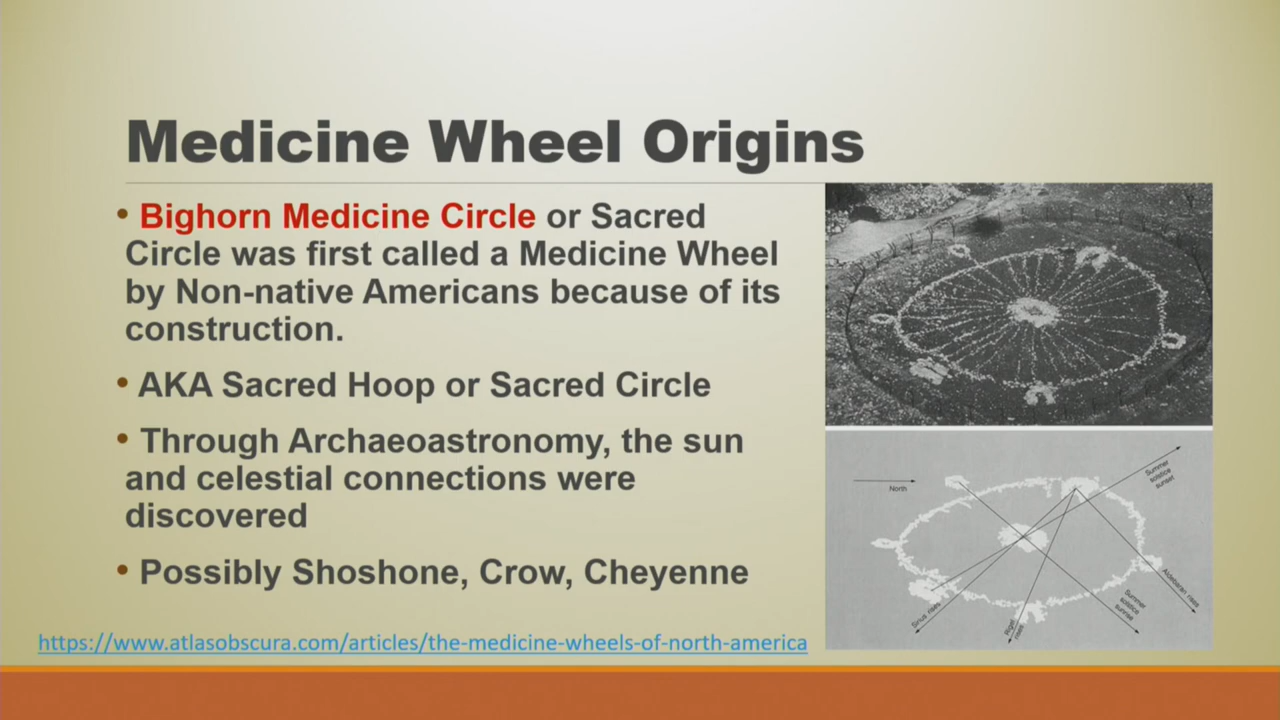 Medicine Wheel Origins
• Bighorn Medicine Circle or Sacred
Circle was first called a Medicine Wheel
by Non-native Americans because of its
construction.
• AKA Sacred Hoop or Sacred Circle
• Through Archaeoastronomy, the sun
and celestial connections were
discovered
• Possibly Shoshone, Crow, Cheyenne
https://www.atlasobscura.com/articles/the-medicine-wheels-of-north-america
North
Summer
solstice
sunset
Aldebaran rises
Summer
solstice
sunrise
Rigel
rises
Sirius rises